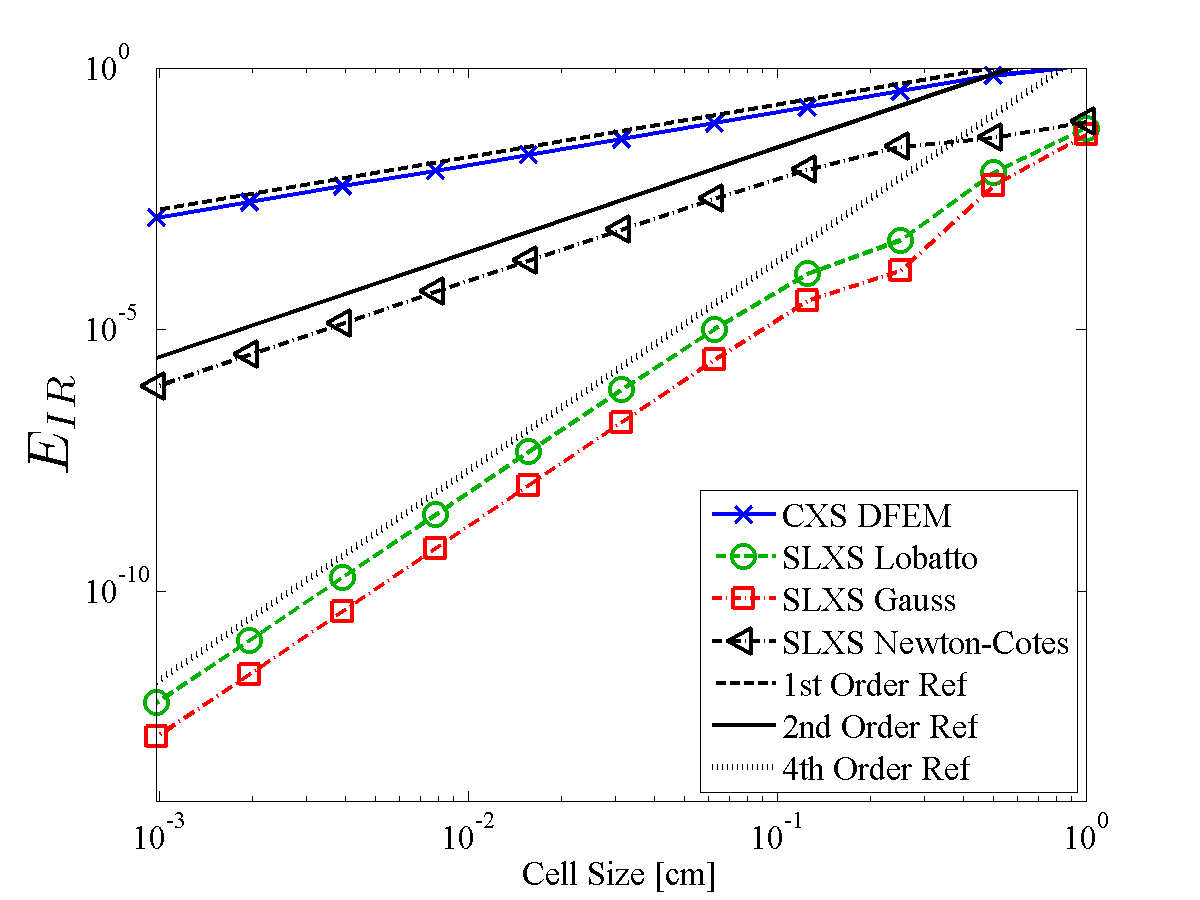 10^0
10^-5
10^-10
E_IR
CXS DFEM
SLXS Lobatto
SLXS Gauss
SLXS Newton-Cotes
1st Order Ref
2nd Order Ref
4th Order Ref
10^-3
10^-2
10^-1
10^0
Cell Size [cm]